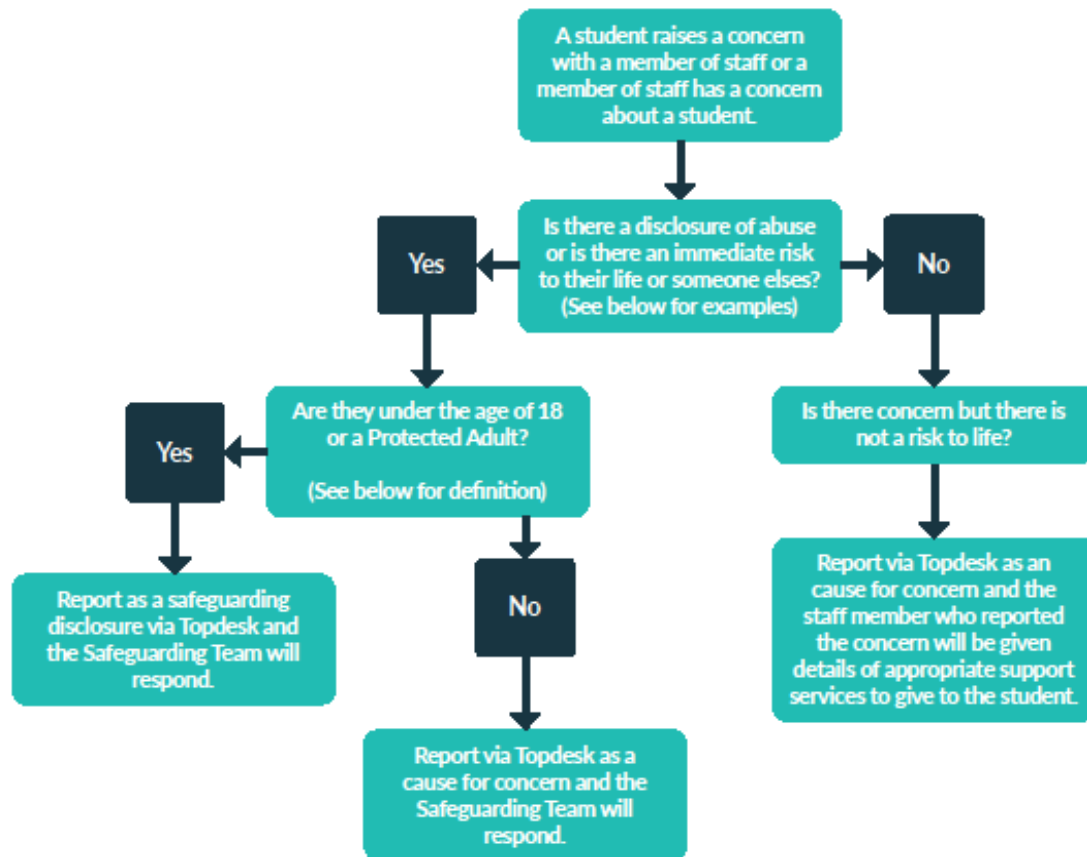 A student raises a concern
with a member of staff or a
member of staff has a concern
about a student.
Is there a disclosure of abuse
or is there an immediate risk
to their life or someone elses?
(See below for examples)
Yes
No
Are they under the age of 18
or a Protected Adult?
(See below for definition)
Is there concern but there is
not a risk to life?
Yes
No
Report as a safeguarding
disclosure via Topdesk and
the Safeguarding Team will
respond.
Report via Topdesk as an
cause for concern and the
staff member who reported
the concern will be given
details of appropriate support
services to give to the student.
Report via Topdesk as a
cause for concern and the
Safeguarding Team will
respond.